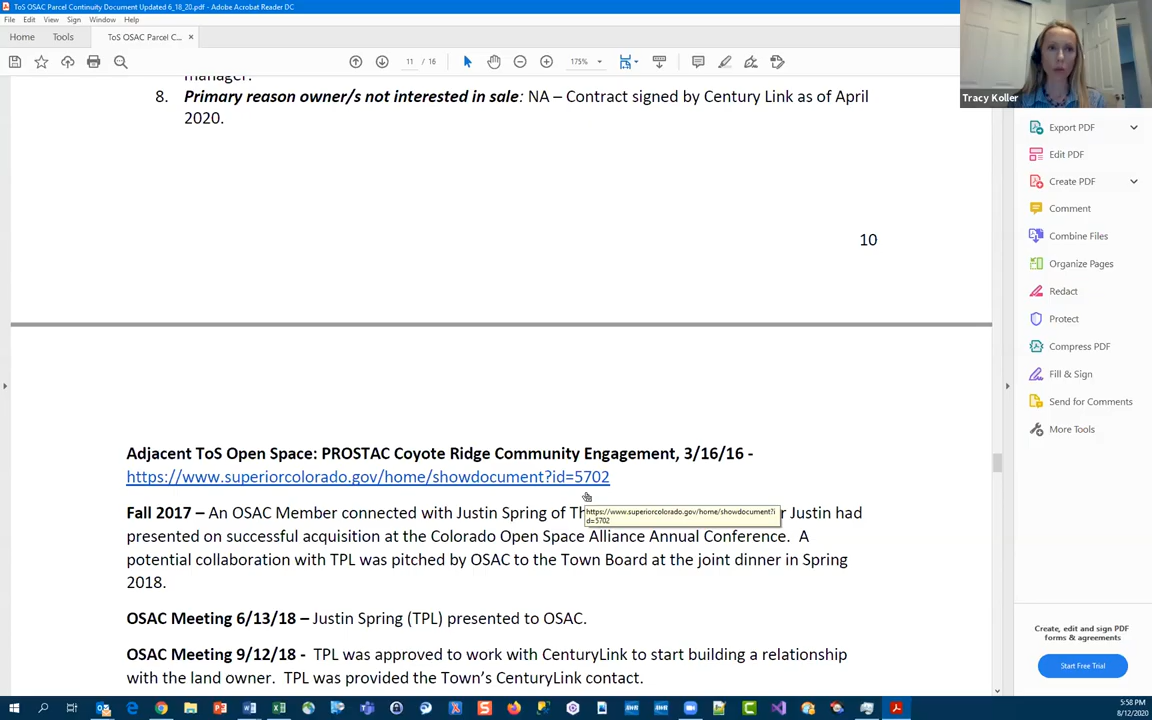 ToS OSAC Parcel Continuity Document Updated 6_18_20.pdf - Adobe Acrobat Reader DC
File Edit View Sign Window Help
Home Tools ToS OSAC Parcel C... ×
11 / 16 175%
Tracy Koller
manager.
8. Primary reason owner/s not interested in sale: NA – Contract signed by Century Link as of April
2020.
10
Adjacent ToS Open Space: PROSTAC Coyote Ridge Community Engagement, 3/16/16 -
https://www.superiorcolorado.gov/home/showdocument?id=5702
Fall 2017 – An OSAC Member connected with Justin Spring of Justin had
https://www.superiorcolorado.gov/home/showdocument?i
d=5702
presented on successful acquisition at the Colorado Open Space Alliance Annual Conference. A
potential collaboration with TPL was pitched by OSAC to the Town Board at the joint dinner in Spring
2018.
OSAC Meeting 6/13/18 – Justin Spring (TPL) presented to OSAC.
OSAC Meeting 9/12/18 - TPL was approved to work with CenturyLink to start building a relationship
with the land owner. TPL was provided the Town's CenturyLink contact.
Export PDF
Edit PDF
Create PDF
Comment
Combine Files
Organize Pages
Redact
Protect
Compress PDF
Fill & Sign
Send for Comments
More Tools
Create, edit and sign PDF
forms & agreements
Start Free Trial
5:58 PM
8/12/2020